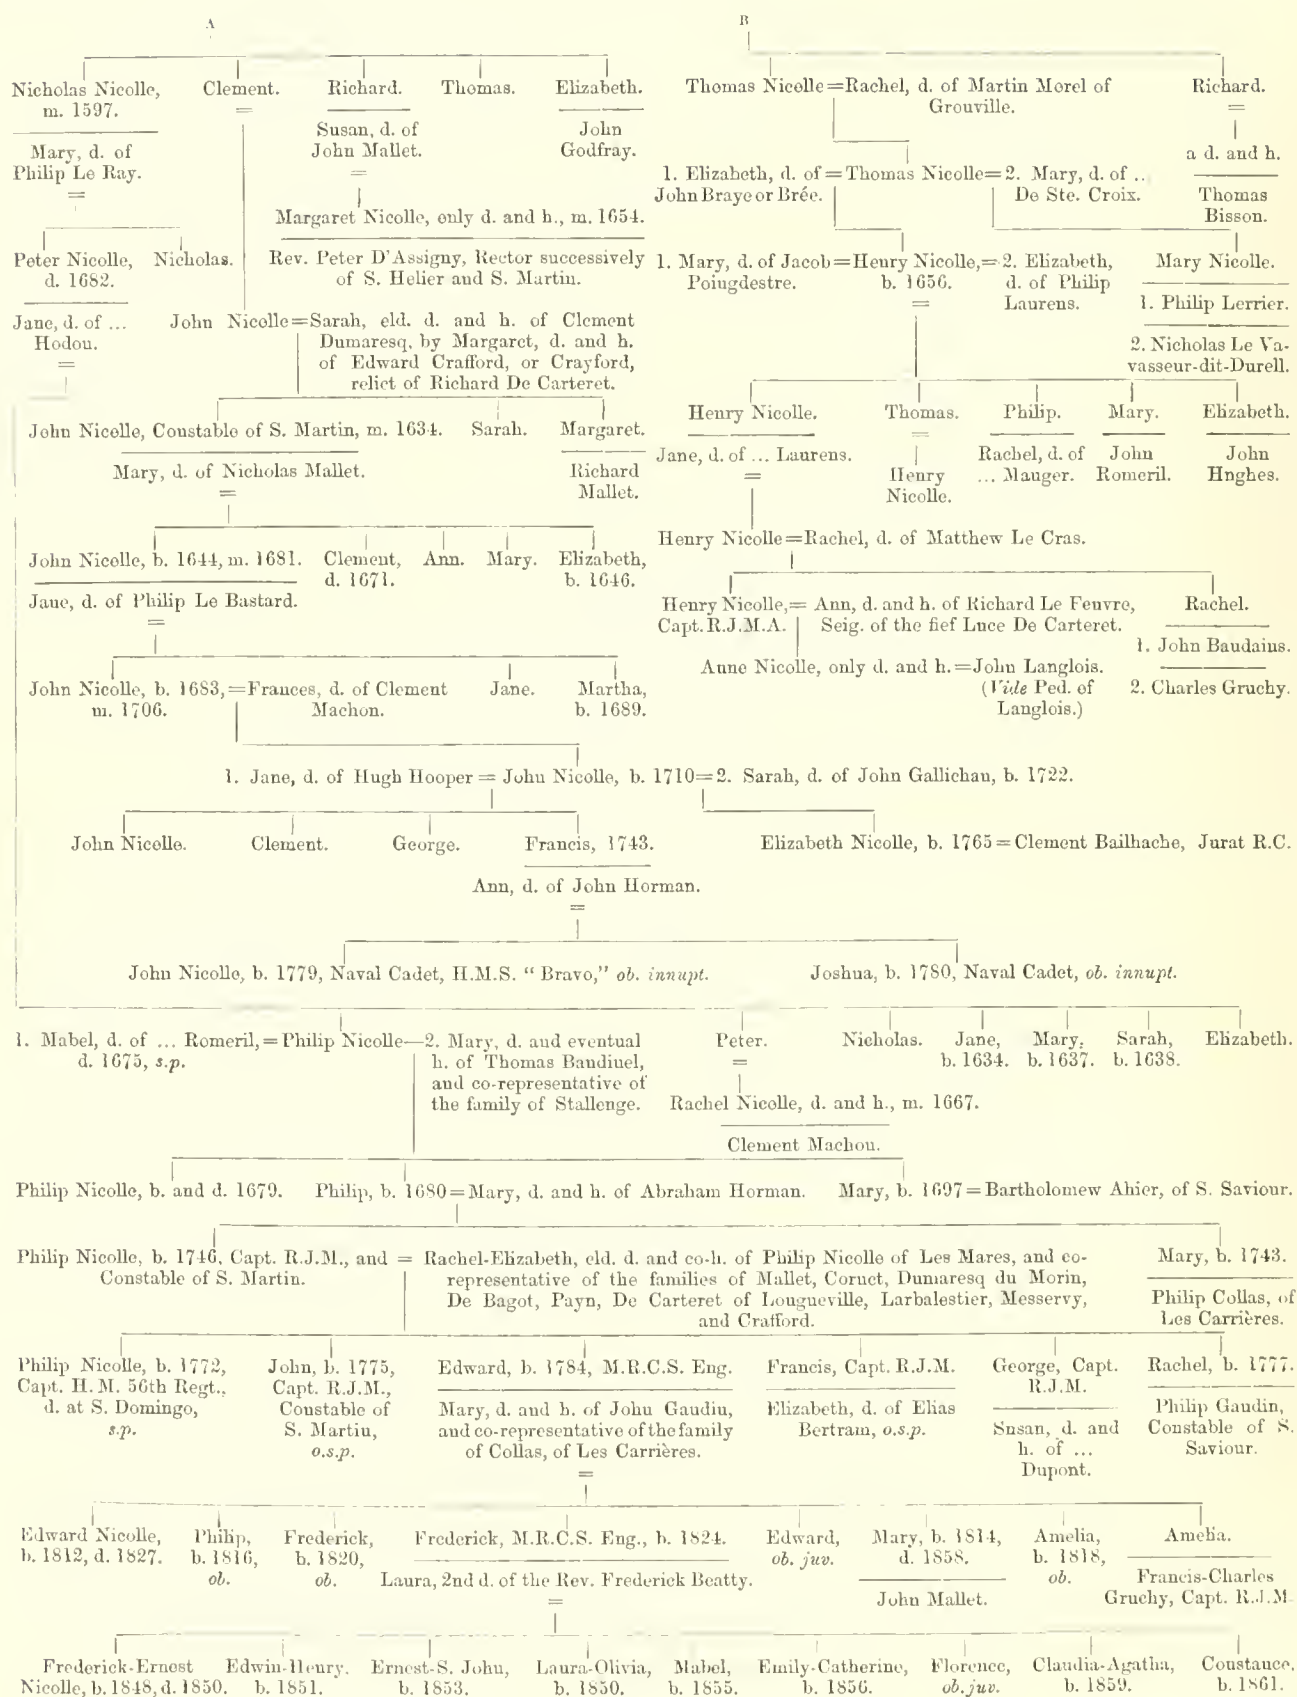 A
B
Nicholas Nicolle, Clement. Richard. Thomas. Elizabeth.
m. 1597. =
Mary, d. of Susan, d. of John
Philip Le Ray. John Mallet. Godfray.
= =
Margaret Nicolle, only d. and h., m. 1654.
Peter Nicolle, Nicholas. Rev. Peter D'Assigny, Rector successively
d. 1682. of S. Helier and S. Martin.
Jane, d. of ... John Nicolle=Sarah, eld. d. and h. of Clement
Hodou. Dumaresq, by Margaret, d. and h.
= of Edward Crafford, or Crayford,
relict of Richard De Carteret.
John Nicolle, Constable of S. Martin, m. 1634. Sarah. Margaret.
Mary, d. of Nicholas Mallet. Richard
= Mallet.
John Nicolle, b. 1644, m. 1681. Clement, Ann. Mary. Elizabeth,
d. 1671. b. 1646.
Jane, d. of Philip Le Bastard.
=
John Nicolle, b. 1683,=Frances, d. of Clement Jane. Martha,
m. 1706. Machon. b. 1689.
Thomas Nicolle=Rachel, d. of Martin Morel of Richard.
Grouville. =
a d. and h.
1. Elizabeth, d. of=Thomas Nicolle=2. Mary, d. of .. Thomas
John Braye or Brée. De Ste. Croix. Bisson.
1. Mary, d. of Jacob=Henry Nicolle,=2. Elizabeth, Mary Nicolle.
Poingdestre. b. 1656. d. of Philip
= Laurens. 1. Philip Lerrier.
2. Nicholas Le Va-
vasseur-dit-Durell.
Henry Nicolle. Thomas. Philip. Mary. Elizabeth.
=
Jane, d. of ... Laurens. Henry Rachel, d. of John John
= Nicolle. ... Mauger. Romeril. Hnghes.
Henry Nicolle=Rachel, d. of Matthew Le Cras.
Henry Nicolle,= Ann, d. and h. of Richard Le Feuvre, Rachel.
Capt. R.J.M.A. Seig. of the fief Luce De Carteret.
1. John Baudains.
Anne Nicolle, only d. and h.=John Langlois.
(Vide Ped. of 2. Charles Gruchy.
Langlois.)
1. Jane, d. of Hugh Hooper = John Nicolle, b. 1710=2. Sarah, d. of John Gallichan, b. 1722.
John Nicolle. Clement. George. Francis, 1743. Elizabeth Nicolle, b. 1765=Clement Bailhache, Jurat R.C.
Ann, d. of John Horman.
=
John Nicolle, b. 1779, Naval Cadet, H.M.S. "Bravo," ob. innupt. Joshua, b. 1780, Naval Cadet, ob. innupt.
1. Mabel, d. of ... Romeril,=Philip Nicolle—2. Mary, d. and eventual Peter. Nicholas. Jane, Mary. Sarah, Elizabeth.
d. 1675, s.p. h. of Thomas Baudinel, = b. 1634. b. 1637. b. 1638.
and co-representative of
the family of Stallenge. Rachel Nicolle, d. and h., m. 1667.
Clement Machou.
Philip Nicolle, b. and d. 1679. Philip, b. 1680=Mary, d. and h. of Abraham Horman. Mary, b. 1697=Bartholomew Ahier, of S. Saviour.
Philip Nicolle, b. 1746, Capt. R.J.M., and = Rachel-Elizabeth, eld. d. and co-h. of Philip Nicolle of Les Mares, and co- Mary, b. 1743.
Constable of S. Martin. representative of the families of Mallet, Cornet, Dumaresq du Morin,
De Bagot, Payn, De Carteret of Longueville, Larbalestier, Messervy, Philip Collas, of
and Crafford. Les Carrières.
Philip Nicolle, b. 1772, John, b. 1775, Edward, b. 1784, M.R.C.S. Eng. Francis, Capt. R.J.M. George, Capt. Rachel, b. 1777.
Capt. H.M. 56th Regt., Capt. R.J.M., R.J.M.
d. at S. Domingo, Constable of Mary, d. and h. of John Gaudin, Elizabeth, d. of Elias Philip Gaudin,
s.p. S. Martin, and co-representative of the family Bertram, o.s.p. Susan, d. and Constable of S.
o.s.p. of Collas, of Les Carrières. h. of ... Saviour.
= Dupont.
Edward Nicolle, Philip, Frederick, Frederick, M.R.C.S. Eng., b. 1824. Edward, Mary, b. 1814, Amelia, Amelia.
b. 1812, d. 1827. b. 1816, b. 1820, ob. juv. d. 1858. b. 1818,
ob. ob. Laura, 2nd d. of the Rev. Frederick Beatty. ob. Francis-Charles
= John Mallet. Gruchy, Capt. R.J.M.
Frederick-Ernest Edwin-Henry. Ernest-S. John, Laura-Olivia, Mabel, Emily-Catherine, Florence, Claudia-Agatha, Constance.
Nicolle, b. 1848, d. 1850. b. 1851. b. 1853. b. 1850. b. 1855. b. 1856. ob. juv. b. 1859. b. 1861.